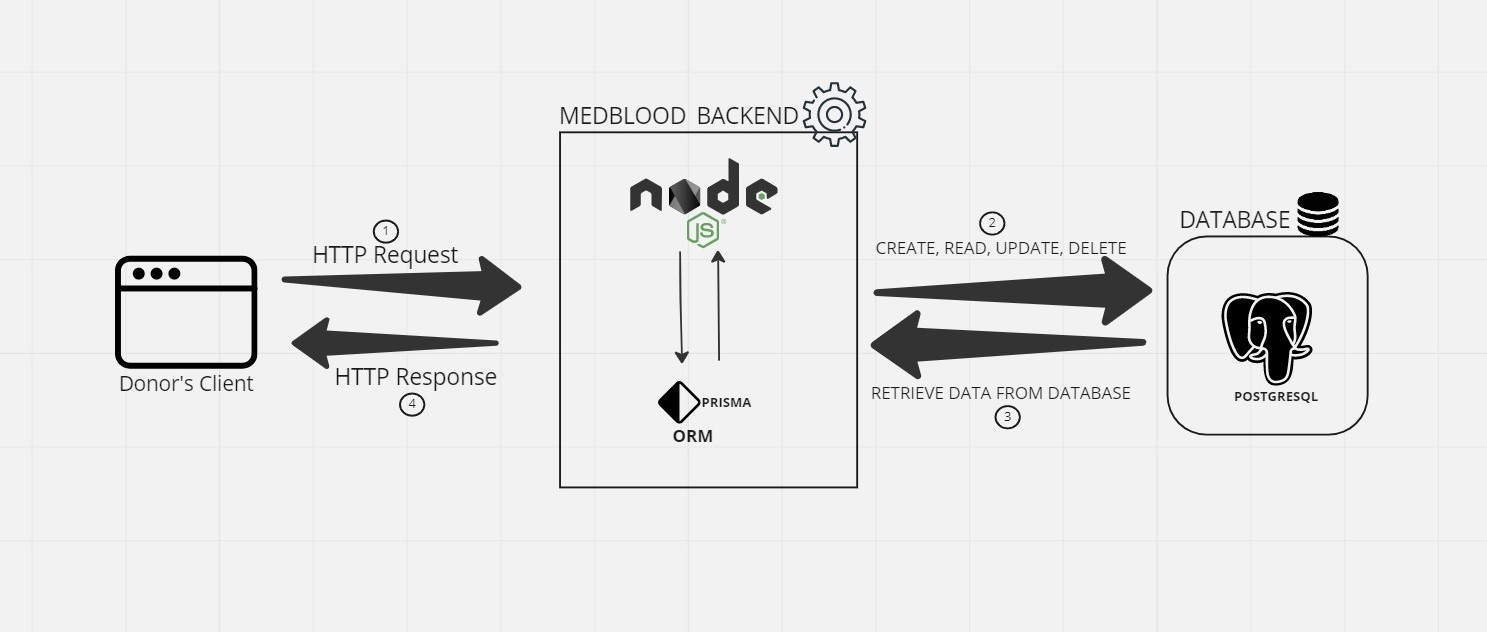 MEDBLOOD BACKEND
node
JS
1
HTTP Request
2
CREATE, READ, UPDATE, DELETE
DATABASE
Donor's Client
HTTP Response
4
PRISMA
ORM
RETRIEVE DATA FROM DATABASE
3
POSTGRESQL